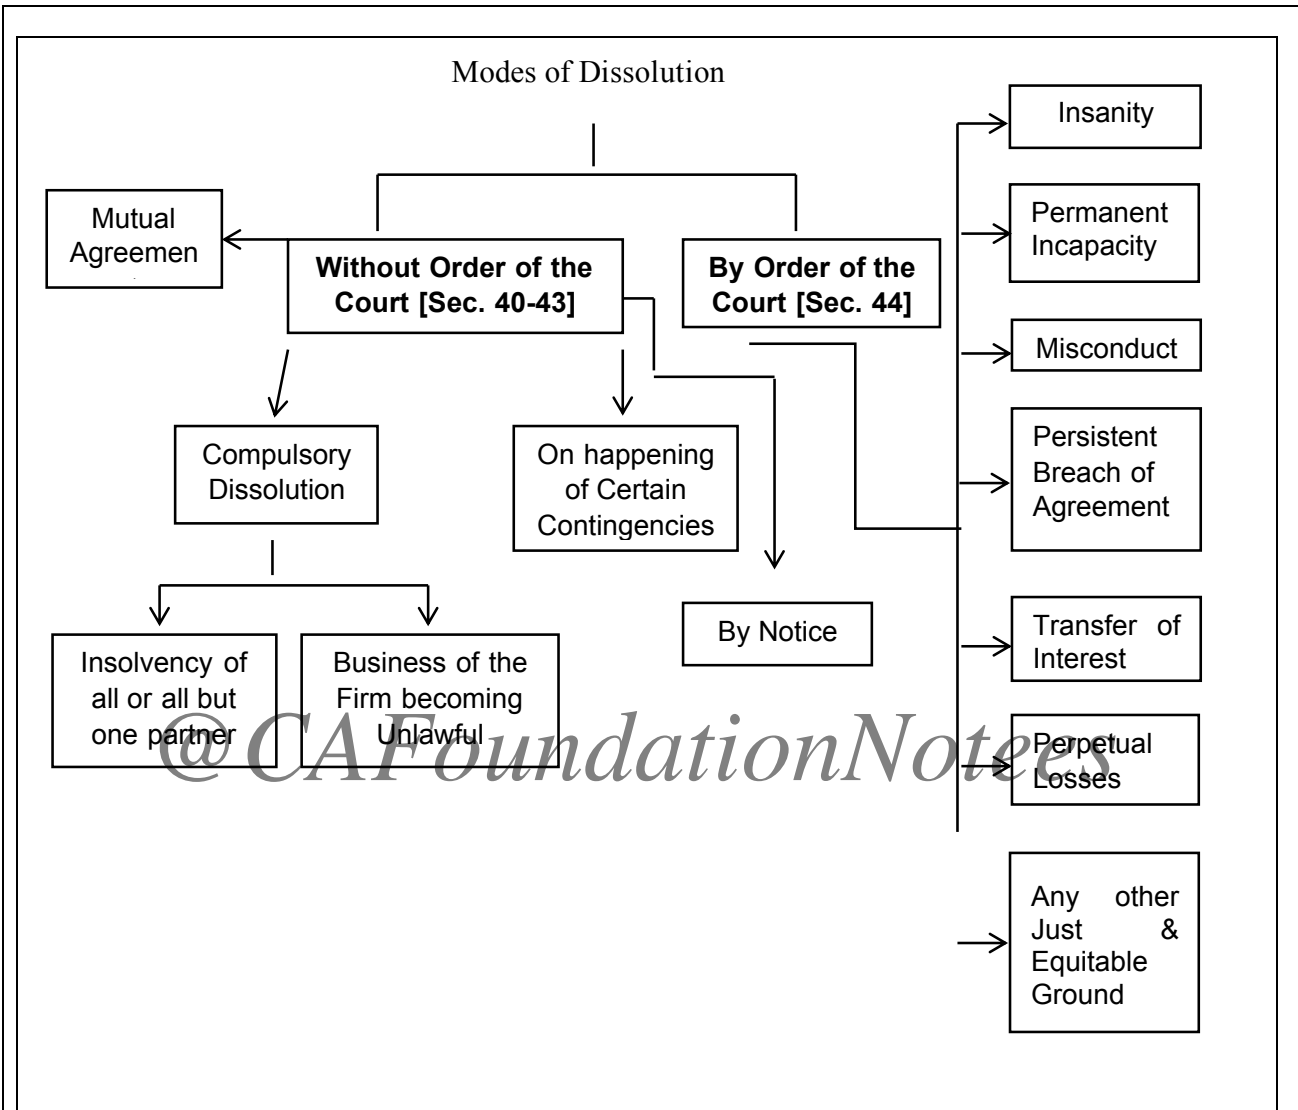 Modes of Dissolution
Mutual
Agreemen
Without Order of the
Court [Sec. 40-43]
By Order of the
Court [Sec. 44]
Compulsory
Dissolution
On happening
of Certain
Contingencies
By Notice
Insolvency of
all or all but
one partner
Business of the
Firm becoming
Unlawful
Insanity
Permanent
Incapacity
Misconduct
Persistent
Breach of
Agreement
Transfer of
Interest
Perpetual
Losses
Any other
Just &
Equitable
Ground
@CAFoundationNotees